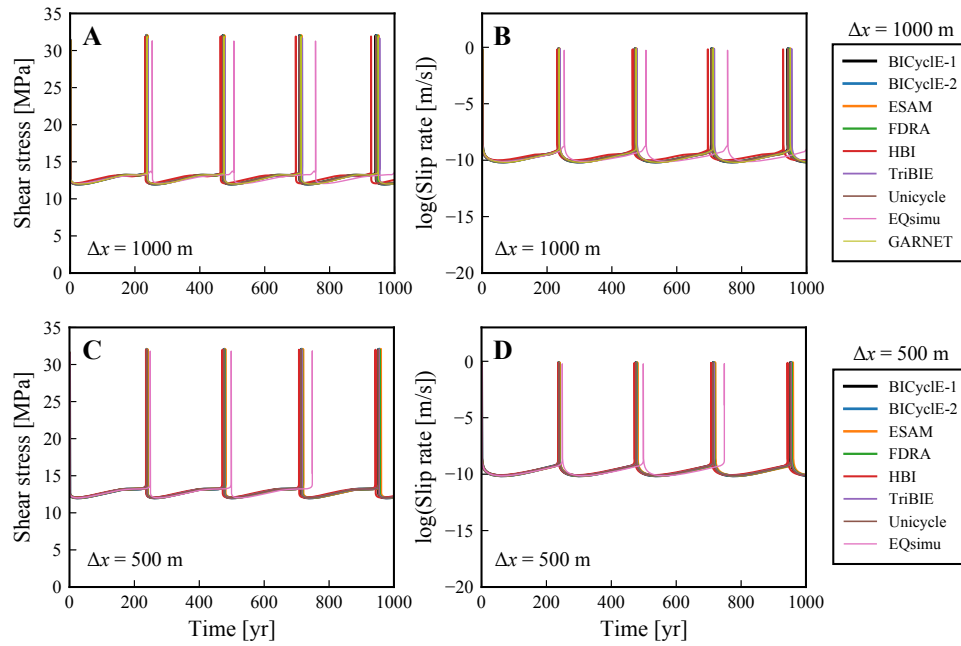 A
Shear stress [MPa]
35
30
25
20
15
10
5
0
Δx = 1000 m
0 200 400 600 800 1000
B
log(Slip rate [m/s])
0
−5
−10
−15
−20
Δx = 1000 m
0 200 400 yr 600 800 1000
Δx = 1000 m
BICyclE-1
BICyclE-2
ESAM
FDRA
HBI
TriBIE
Unicycle
EQsimu
GARNET
C
Shear stress [MPa]
35
30
25
20
15
10
5
0
Δx = 500 m
0 200 400 600 800 1000
Time [yr]
D
log(Slip rate [m/s])
0
−5
−10
−15
−20
Δx = 500 m
0 200 400 600 800 1000
Time [yr]
Δx = 500 m
BICyclE-1
BICyclE-2
ESAM
FDRA
HBI
TriBIE
Unicycle
EQsimu